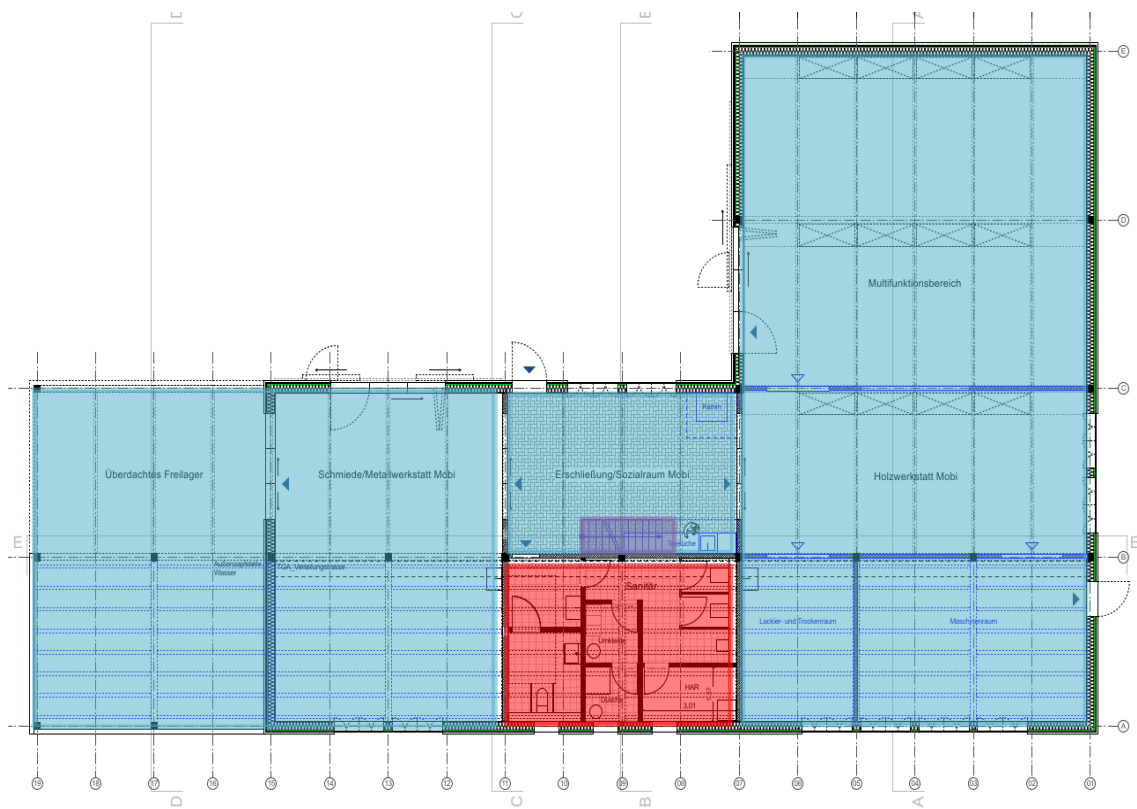 D
C
B
A
E
D
Multifunktionsbereich
C
Kamin
Überdachtes Freilager
Schmiede/Metallwerkstatt Mobi
Erschließung/Sozialraum Mobi
Holzwerkstatt Mobi
E
E
B
Teeküche
Außenzapfstelle
Wasser
TGA_Verteilungstrasse
Sanitär
Umkleide
Lackier- und Trockenraum
Maschinenraum
HAR
Dusche
3,01
A
19
18
17
16
15
14
13
12
11
10
09
08
07
06
05
04
03
02
01
D
C
B
A